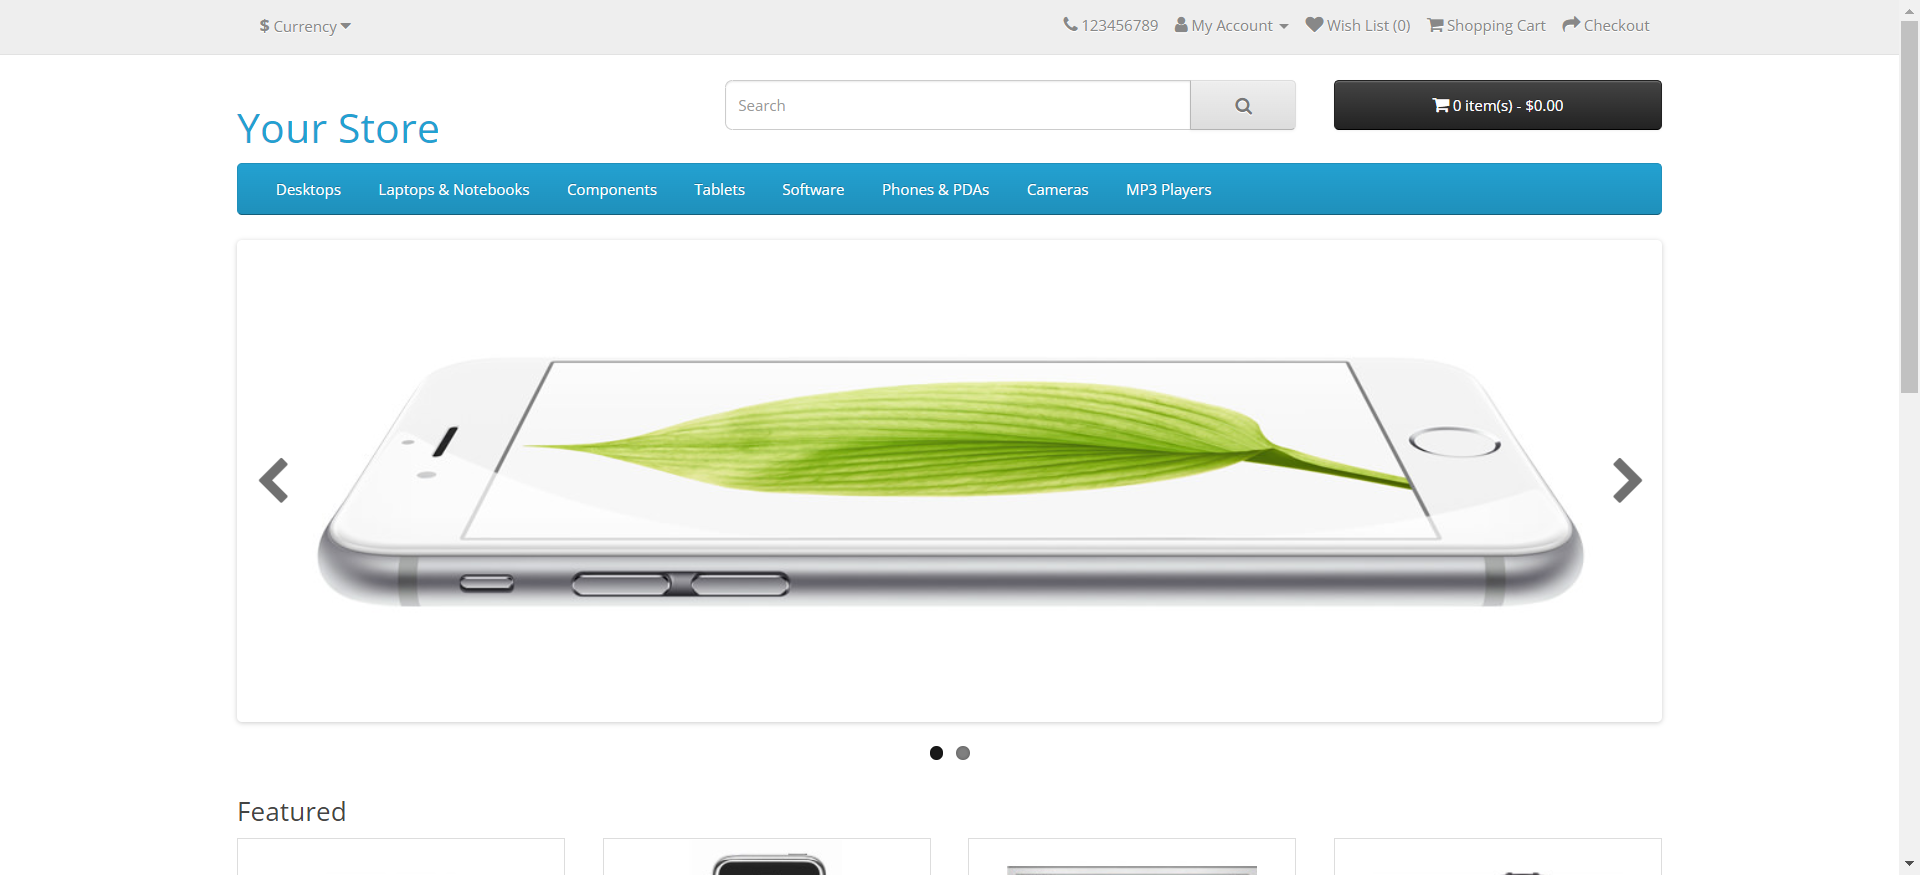 $ Currency
123456789 My Account Wish List (0) Shopping Cart Checkout
Search
0 item(s) - $0.00
Your Store
Desktops Laptops & Notebooks Components Tablets Software Phones & PDAs Cameras MP3 Players
Featured